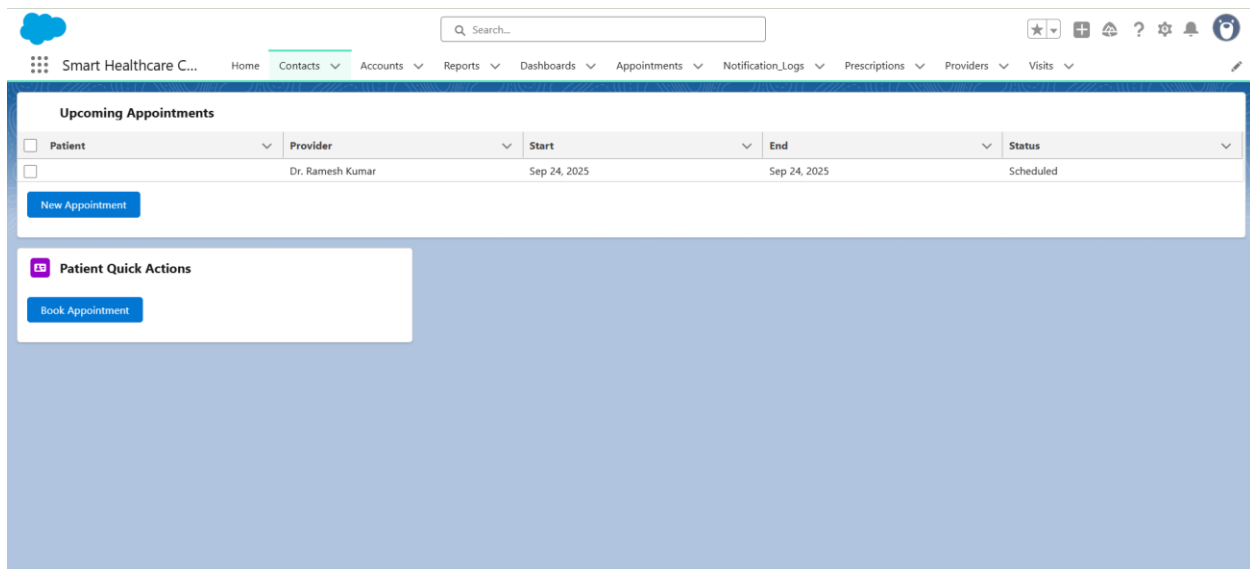 Search...
Smart Healthcare C... Home Contacts Accounts Reports Dashboards Appointments Notification_Logs Prescriptions Providers Visits
Upcoming Appointments
Patient Provider Start End Status
Dr. Ramesh Kumar Sep 24, 2025 Sep 24, 2025 Scheduled
New Appointment
Patient Quick Actions
Book Appointment